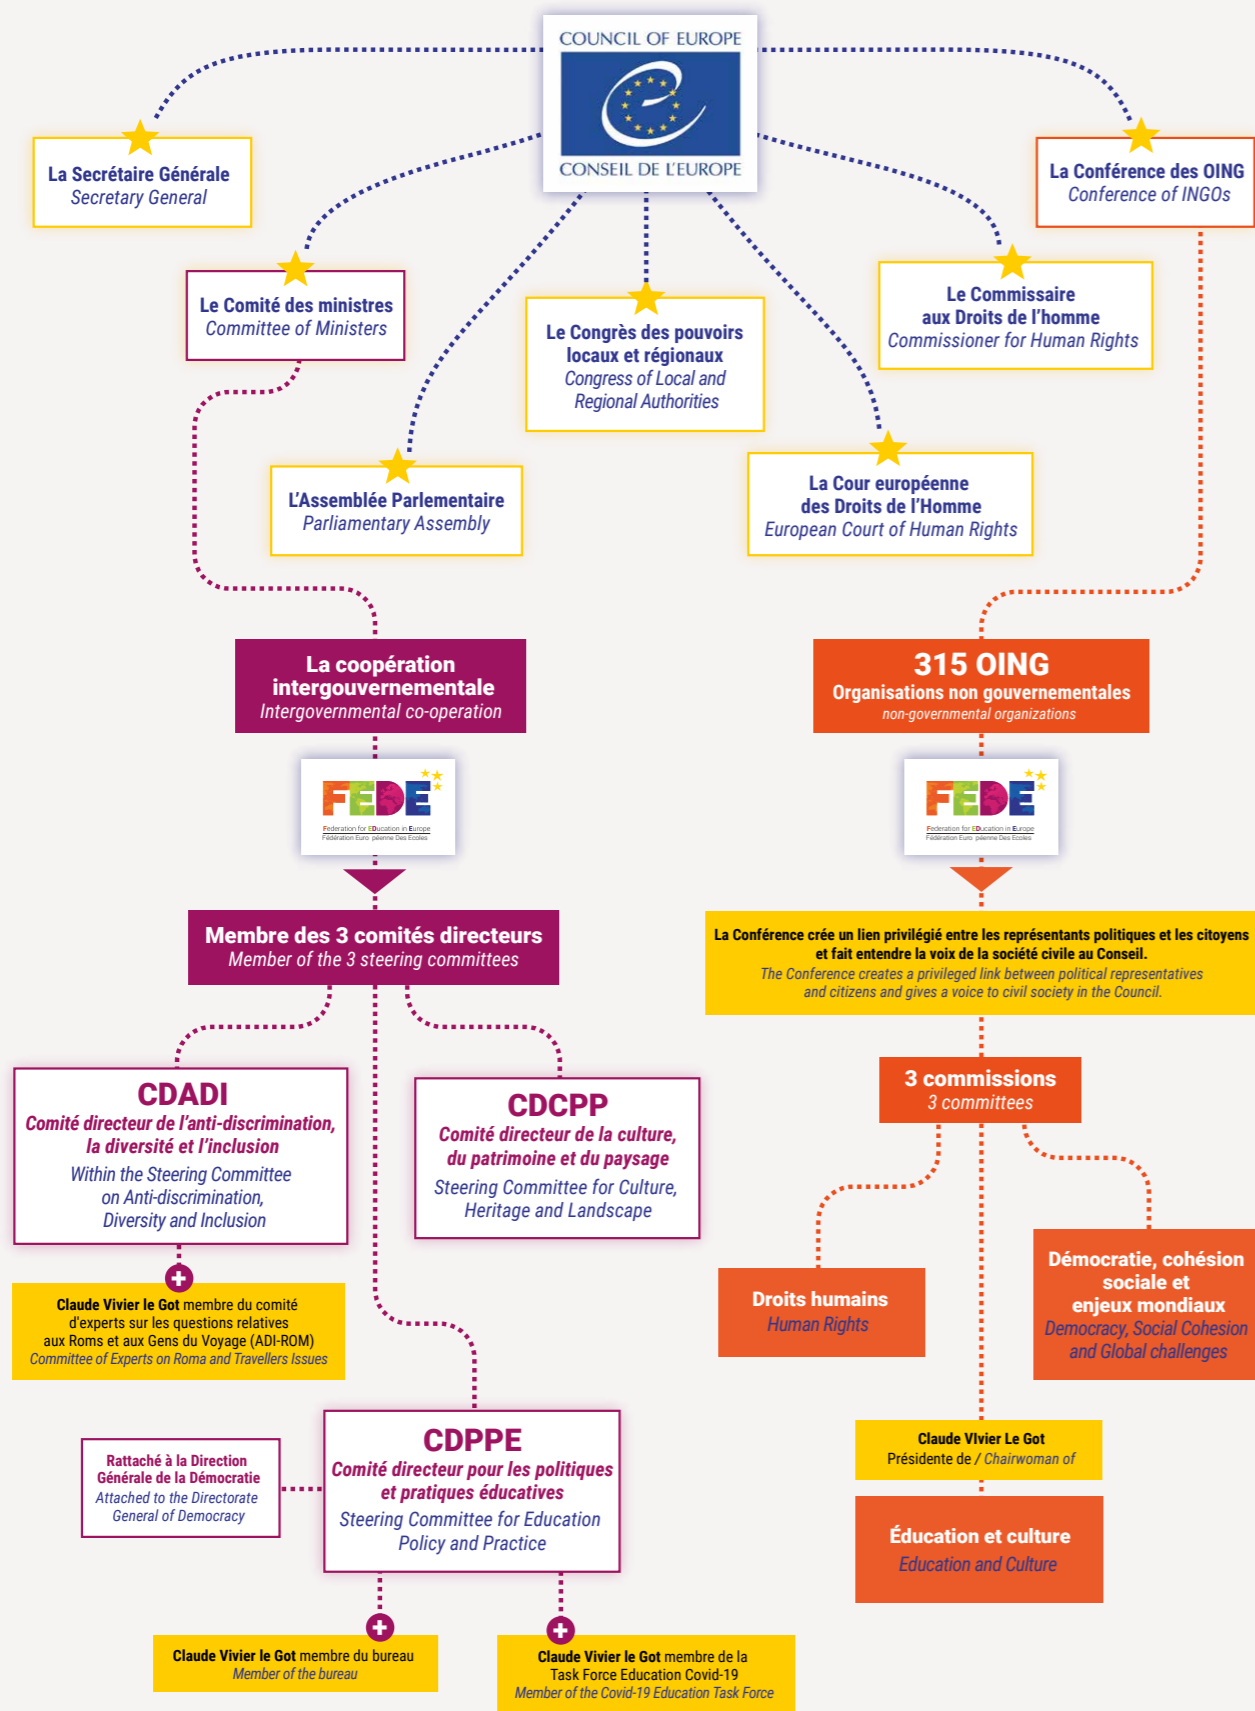 COUNCIL OF EUROPE
CONSEIL DE L'EUROPE
La Secrétaire Générale
Secretary General
La Conférence des OING
Conference of INGOs
Le Comité des ministres
Committee of Ministers
Le Congrès des pouvoirs
locaux et régionaux
Congress of Local and
Regional Authorities
Le Commissaire
aux Droits de l'homme
Commissioner for Human Rights
L'Assemblée Parlementaire
Parliamentary Assembly
La Cour européenne
des Droits de l'Homme
European Court of Human Rights
La coopération
intergouvernementale
Intergovernmental co-operation
315 OING
Organisations non gouvernementales
non-governmental organizations
FEDE
Federation for EDucation in Europe
Fédération Euro péenne Des Ecoles
FEDE
Federation for EDucation in Europe
Fédération Euro péenne Des Ecoles
Membre des 3 comités directeurs
Member of the 3 steering committees
La Conférence crée un lien privilégié entre les représentants politiques et les citoyens
et fait entendre la voix de la société civile au Conseil.
The Conference creates a privileged link between political representatives
and citizens and gives a voice to civil society in the Council.
CDADI
Comité directeur de l'anti-discrimination,
la diversité et l'inclusion
Within the Steering Committee
on Anti-discrimination,
Diversity and Inclusion
CDCPP
Comité directeur de la culture,
du patrimoine et du paysage
Steering Committee for Culture,
Heritage and Landscape
3 commissions
3 committees
Claude Vivier le Got membre du comité
d'experts sur les questions relatives
aux Roms et aux Gens du Voyage (ADI-ROM)
Committee of Experts on Roma and Travellers Issues
Droits humains
Human Rights
Démocratie, cohésion
sociale et
enjeux mondiaux
Democracy, Social Cohesion
and Global challenges
Rattaché à la Direction
Générale de la Démocratie
Attached to the Directorate
General of Democracy
CDPPE
Comité directeur pour les politiques
et pratiques éducatives
Steering Committee for Education
Policy and Practice
Claude VIvier Le Got
Présidente de / Chairwoman of
Éducation et culture
Education and Culture
Claude Vivier le Got membre du bureau
Member of the bureau
Claude Vivier le Got membre de la
Task Force Education Covid-19
Member of the Covid-19 Education Task Force